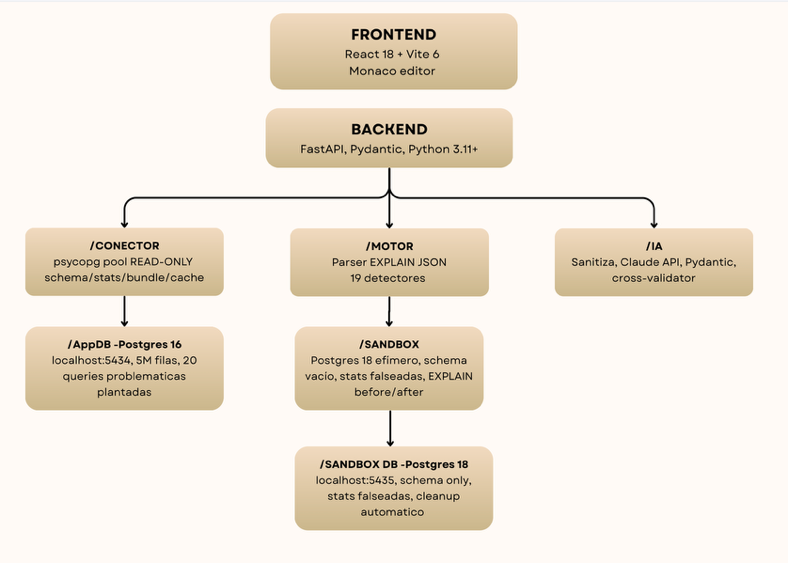 FRONTEND
React 18 + Vite 6
Monaco editor
BACKEND
FastAPI, Pydantic, Python 3.11+
/CONECTOR
psycopg pool READ-ONLY
schema/stats/bundle/cache
/MOTOR
Parser EXPLAIN JSON
19 detectores
/IA
Sanitiza, Claude API, Pydantic,
cross-validator
/AppDB -Postgres 16
localhost:5434, 5M filas, 20
queries problematicas
plantadas
/SANDBOX
Postgres 18 efimero, schema
vacio, stats falseadas, EXPLAIN
before/after
/SANDBOX DB -Postgres 18
localhost:5435, schema only,
stats falseadas, cleanup
automatico